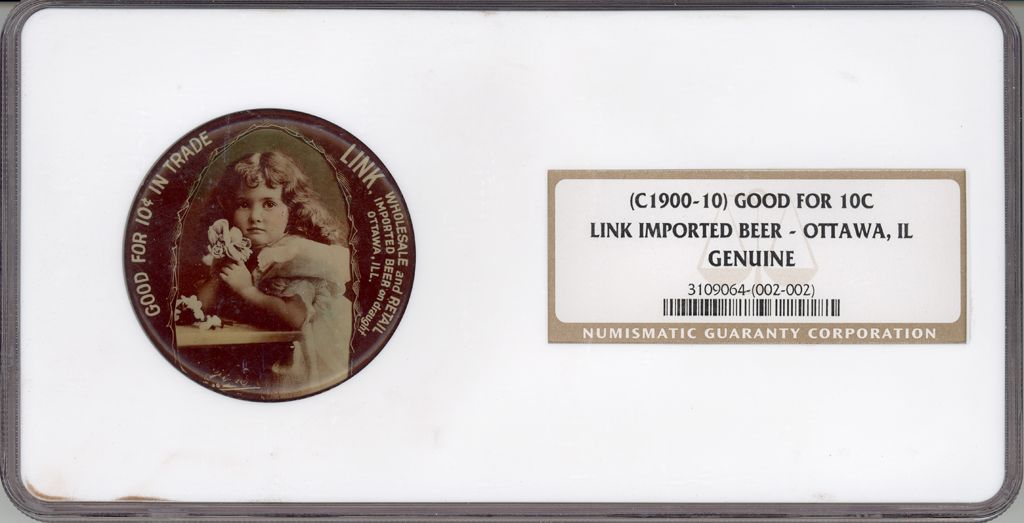 GOOD FOR 10¢ IN TRADE
LINK,
WHOLESALE and RETAIL
IMPORTED BEER on draught
OTTAWA, ILL.
(C1900-10) GOOD FOR 10C
LINK IMPORTED BEER - OTTAWA, IL
GENUINE
3109064-(002-002)
NUMISMATIC GUARANTY CORPORATION